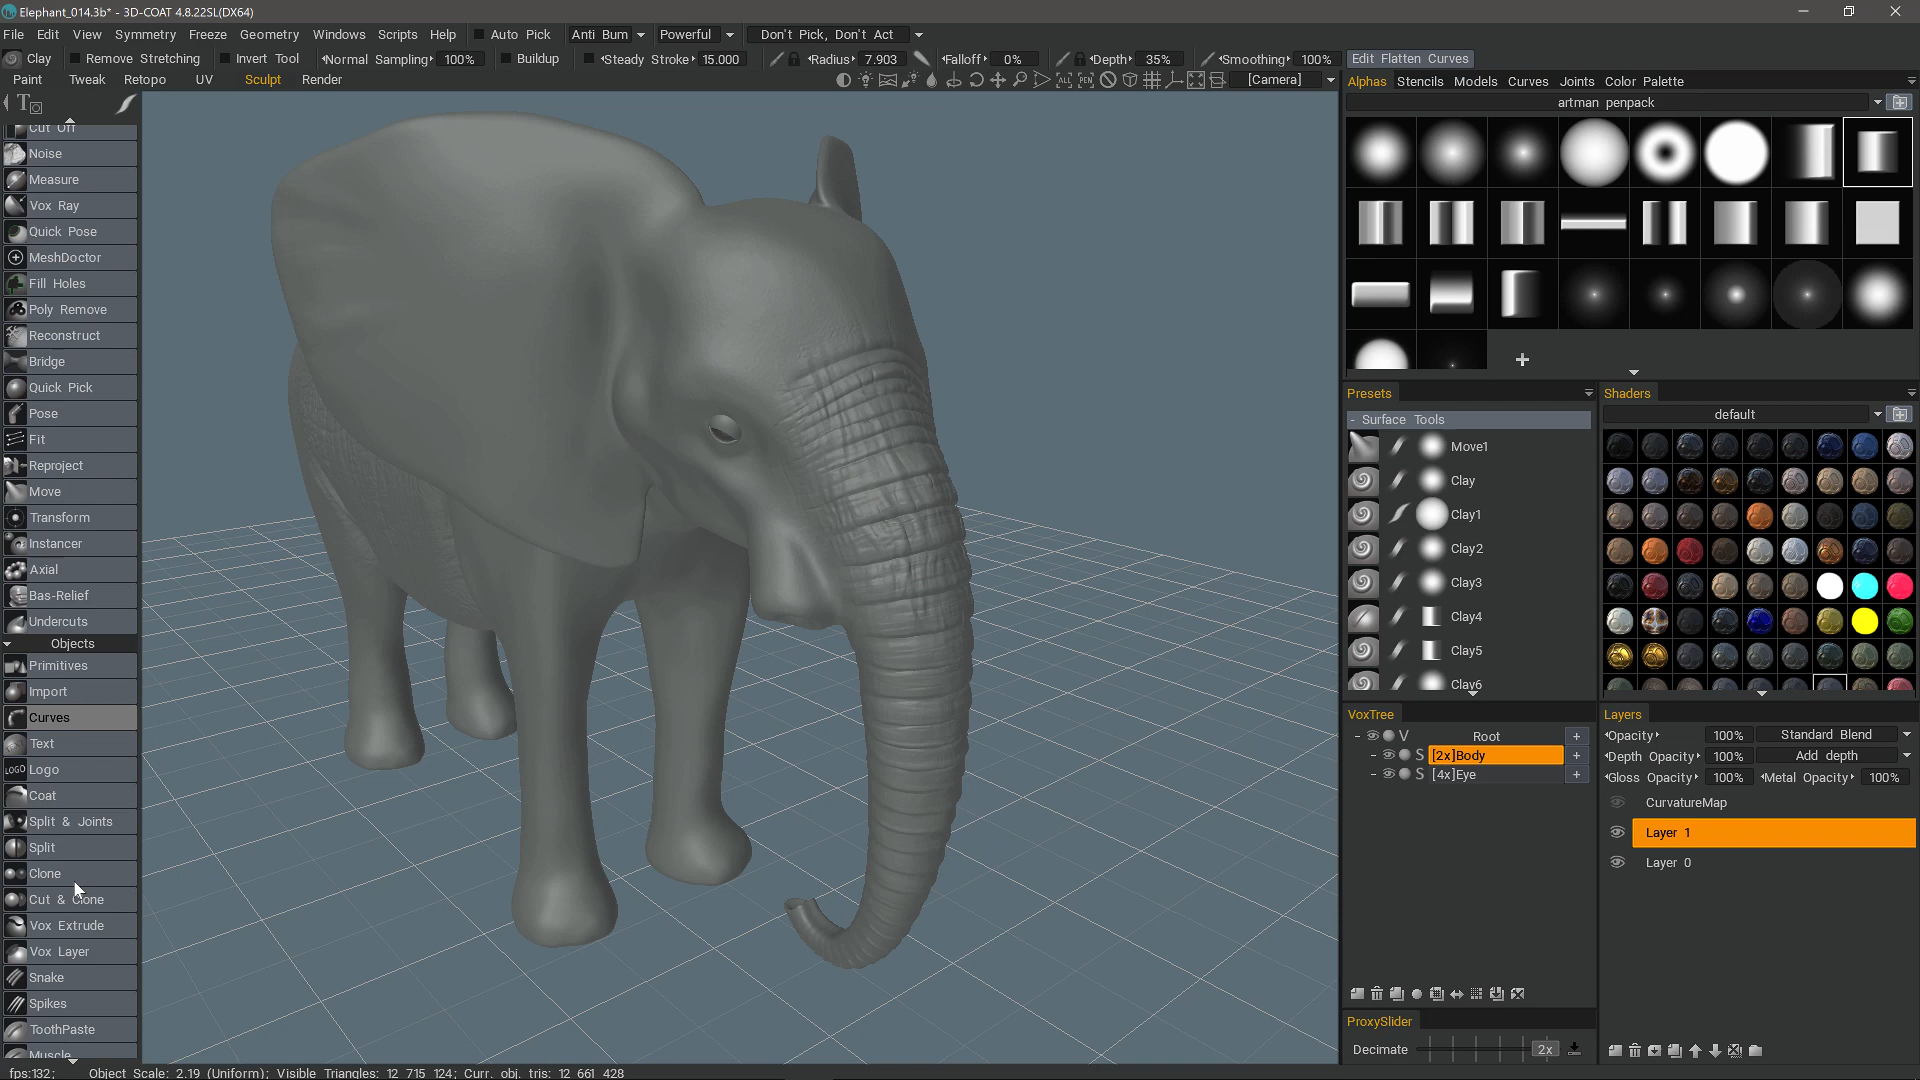 Elephant_014.3b* - 3D-COAT 4.8.22SL(DX64)
File Edit View Symmetry Freeze Geometry Windows Scripts Help Auto Pick Anti Bum Powerful Don't Pick, Don't Act
Clay Remove Stretching Invert Tool Normal Sampling 100% Buildup Steady Stroke 15.000 Radius 7.903 Falloff 0% Depth 35% Smoothing 100% Edit Flatten Curves
Paint Tweak Retopo UV Sculpt Render [Camera]
Alphas Stencils Models Curves Joints Color Palette
artman penpack
Cut Off
Noise
Measure
Vox Ray
Quick Pose
MeshDoctor
Fill Holes
Poly Remove
Reconstruct
Bridge
Quick Pick
Pose
Fit
Reproject
Move
Transform
Instancer
Axial
Bas-Relief
Undercuts
Objects
Primitives
Import
Curves
Text
LOGO Logo
Coat
Split & Joints
Split
Clone
Cut & Clone
Vox Extrude
Vox Layer
Snake
Spikes
ToothPaste
Muscle
Presets
- Surface Tools
Move1
Clay
Clay1
Clay2
Clay3
Clay4
Clay5
Clay6
Shaders
default
VoxTree
V Root +
S [2x]Body +
S [4x]Eye +
ProxySlider
Decimate 2x
Layers
Opacity 100% Standard Blend
Depth Opacity 100% Add depth
Gloss Opacity 100% Metal Opacity 100%
CurvatureMap
Layer 1
Layer 0
fps:132; Object Scale: 2.19 (Uniform); Visible Triangles: 12 715 124; Curr. obj. tris: 12 661 428